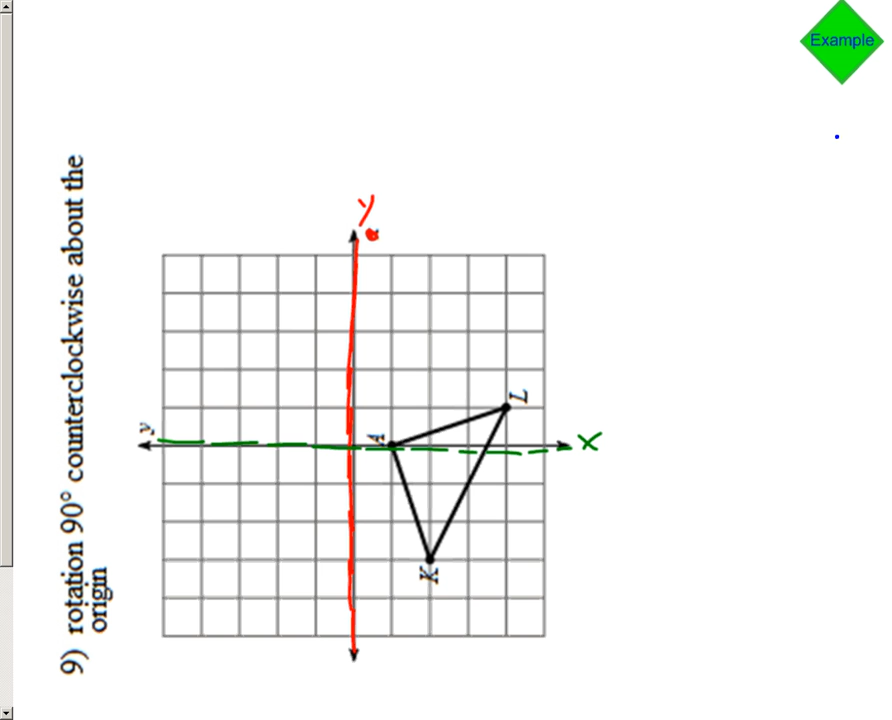 Example
9) rotation 90° counterclockwise about the
origin
y
y
x
A
L
K